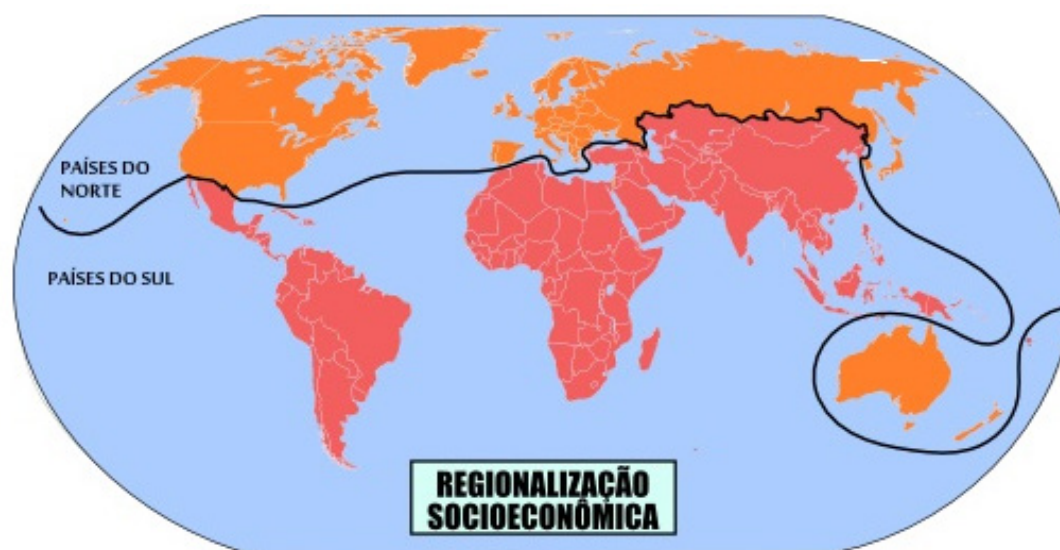 PAÍSES DO
NORTE
PAÍSES DO SUL
REGIONALIZAÇÃO
SOCIOECONÔMICA